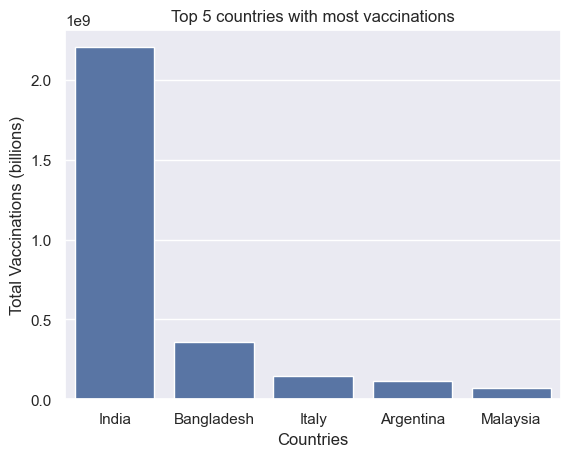 Top 5 countries with most vaccinations
1e9
2.0
1.5
1.0
0.5
0.0
Total Vaccinations (billions)
India Bangladesh Italy Argentina Malaysia
Countries